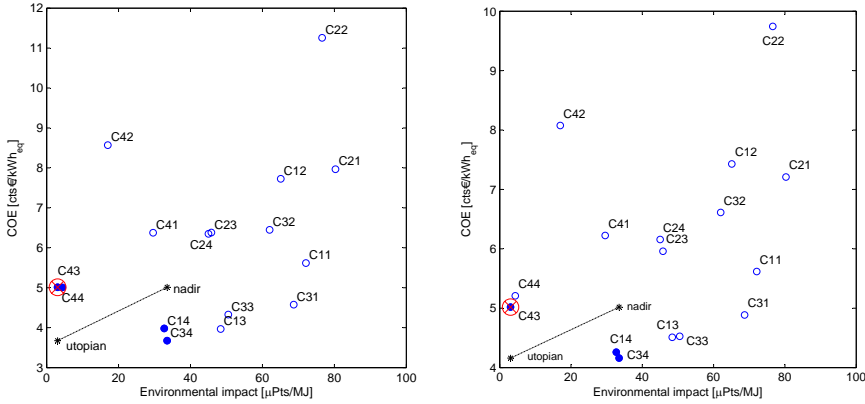 12
11
10
9
8
7
6
5
4
3
0
20
40
60
80
100
COE [cts€/kWh_eq]
Environmental impact [μPts/MJ]
C22
C42
C21
C12
C41
C23
C24
C32
C11
C43
C44
C31
C33
C13
C14
C34
nadir
utopian
10
9
8
7
6
5
4
0
20
40
60
80
100
COE [cts€/kWh_eq]
Environmental impact [μPts/MJ]
C22
C42
C12
C21
C32
C41
C24
C23
C11
C44
C43
C31
C13
C33
C14
C34
nadir
utopian